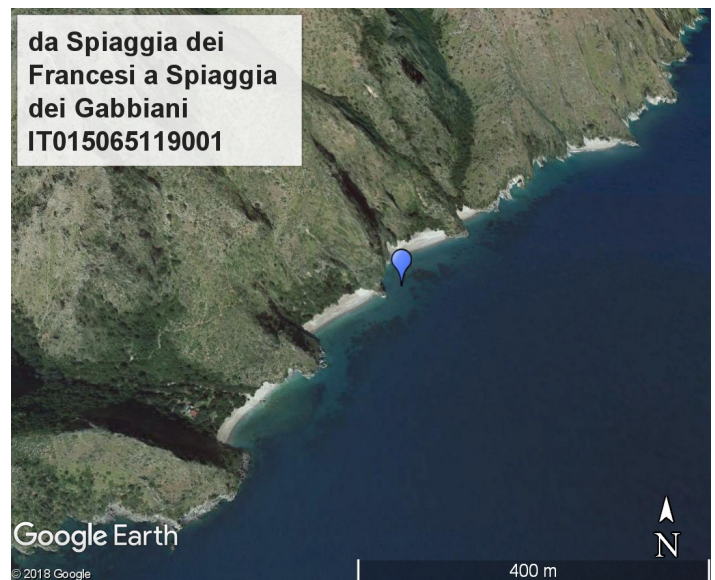 da Spiaggia dei
Francesi a Spiaggia
dei Gabbiani
IT015065119001
Google Earth
© 2018 Google
400 m
N